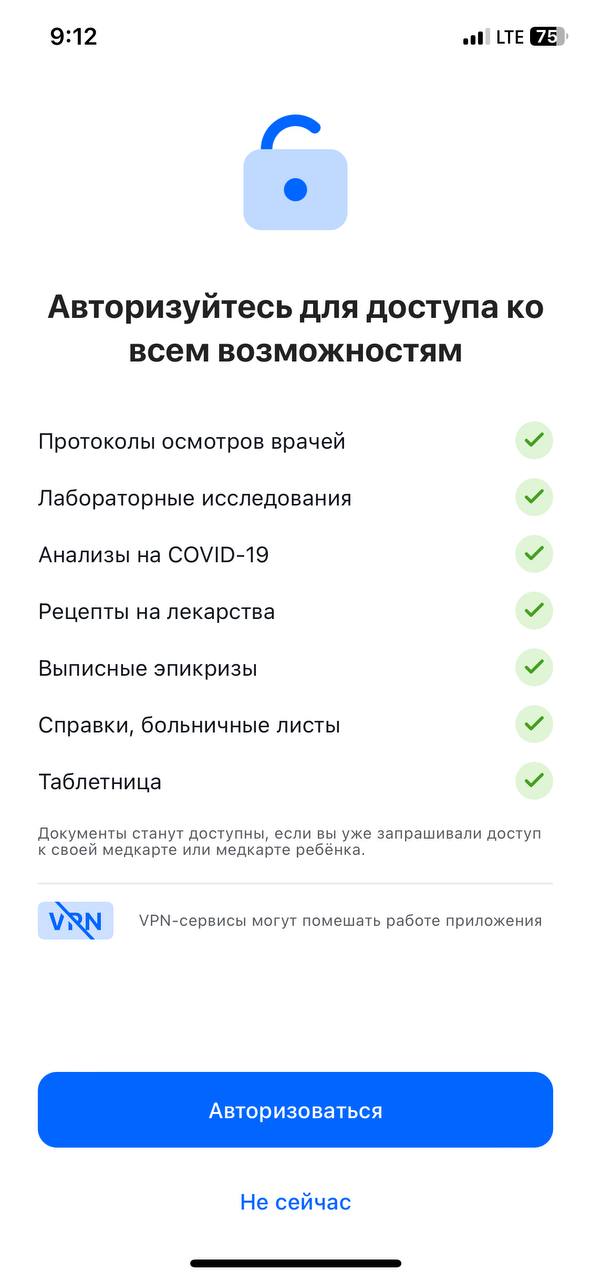 9:12
LTE 75
Авторизуйтесь для доступа ко
всем возможностям
Протоколы осмотров врачей
Лабораторные исследования
Анализы на COVID-19
Рецепты на лекарства
Выписные эпикризы
Справки, больничные листы
Таблетница
Документы станут доступны, если вы уже запрашивали доступ
к своей медкарте или медкарте ребёнка.
VPN
VPN-сервисы могут помешать работе приложения
Авторизоваться
Не сейчас